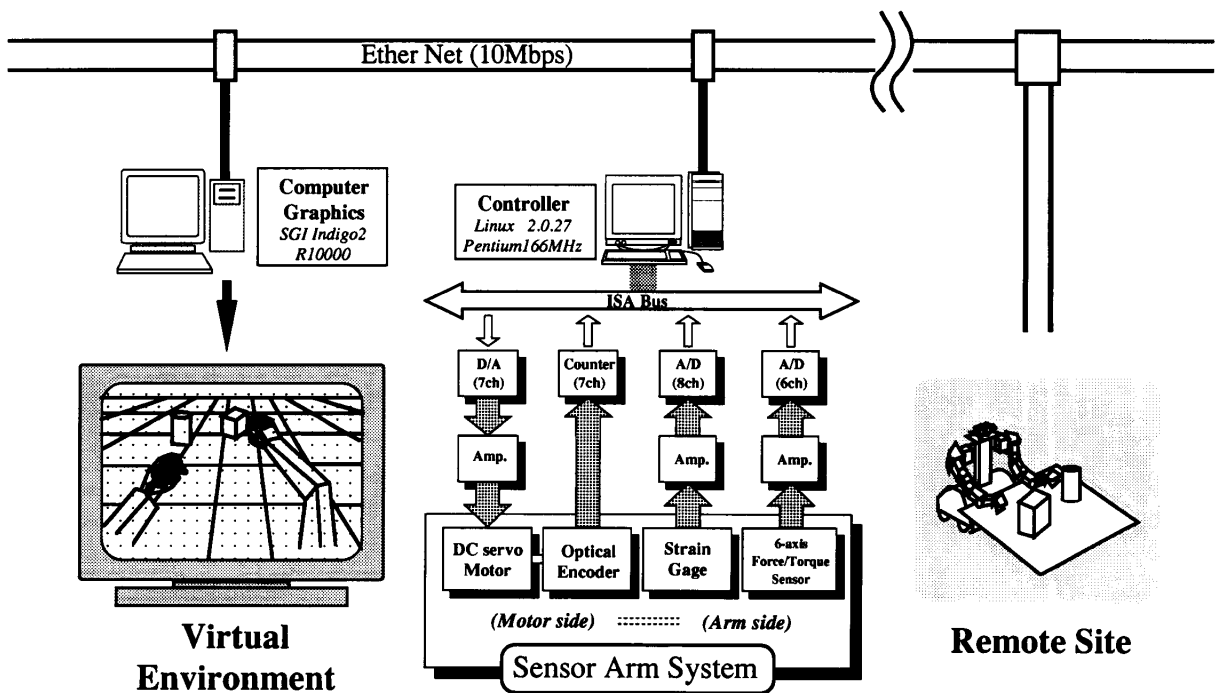 Ether Net (10Mbps)
Computer
Graphics
SGI Indigo2
R10000
Controller
Linux 2.0.27
Pentium166MHz
ISA Bus
D/A
(7ch)
Counter
(7ch)
A/D
(8ch)
A/D
(6ch)
Amp.
Amp.
Amp.
DC servo
Motor
Optical
Encoder
Strain
Gage
6-axis
Force/Torque
Sensor
(Motor side)
(Arm side)
Sensor Arm System
Virtual
Environment
Remote Site